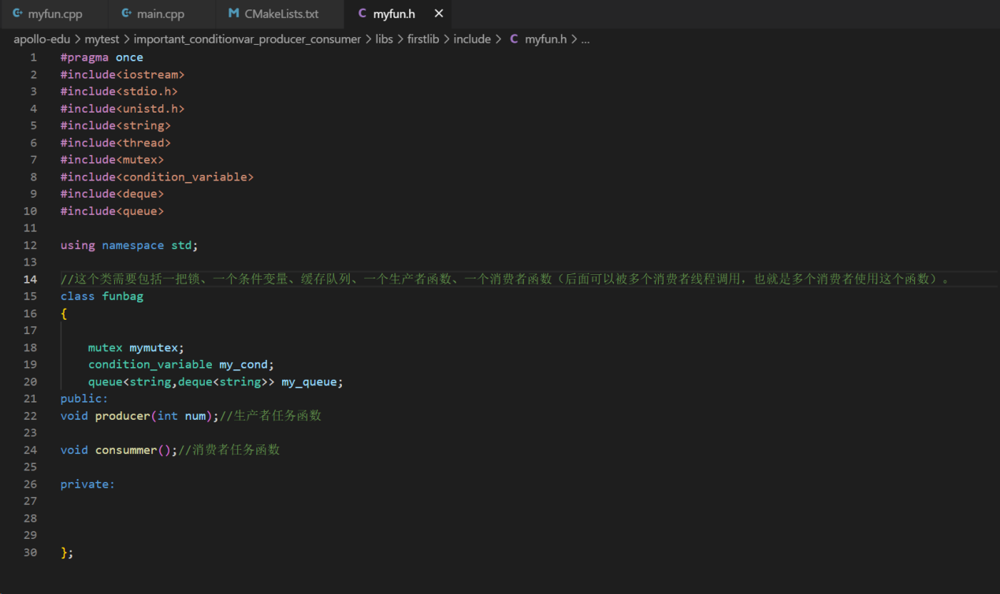 myfun.cpp main.cpp M CMakeLists.txt C myfun.h ×
apollo-edu > mytest > important_conditionvar_producer_consumer > libs > firstlib > include > C myfun.h > ...
1 #pragma once
2 #include<iostream>
3 #include<stdio.h>
4 #include<unistd.h>
5 #include<string>
6 #include<thread>
7 #include<mutex>
8 #include<condition_variable>
9 #include<deque>
10 #include<queue>
11
12 using namespace std;
13
14 //这个类需要包括一把锁、一个条件变量、缓存队列、一个生产者函数、一个消费者函数（后面可以被多个消费者线程调用，也就是多个消费者使用这个函数）。
15 class funbag
16 {
17
18 mutex mymutex;
19 condition_variable my_cond;
20 queue<string,deque<string>> my_queue;
21 public:
22 void producer(int num);//生产者任务函数
23
24 void consummer();//消费者任务函数
25
26 private:
27
28
29
30 };